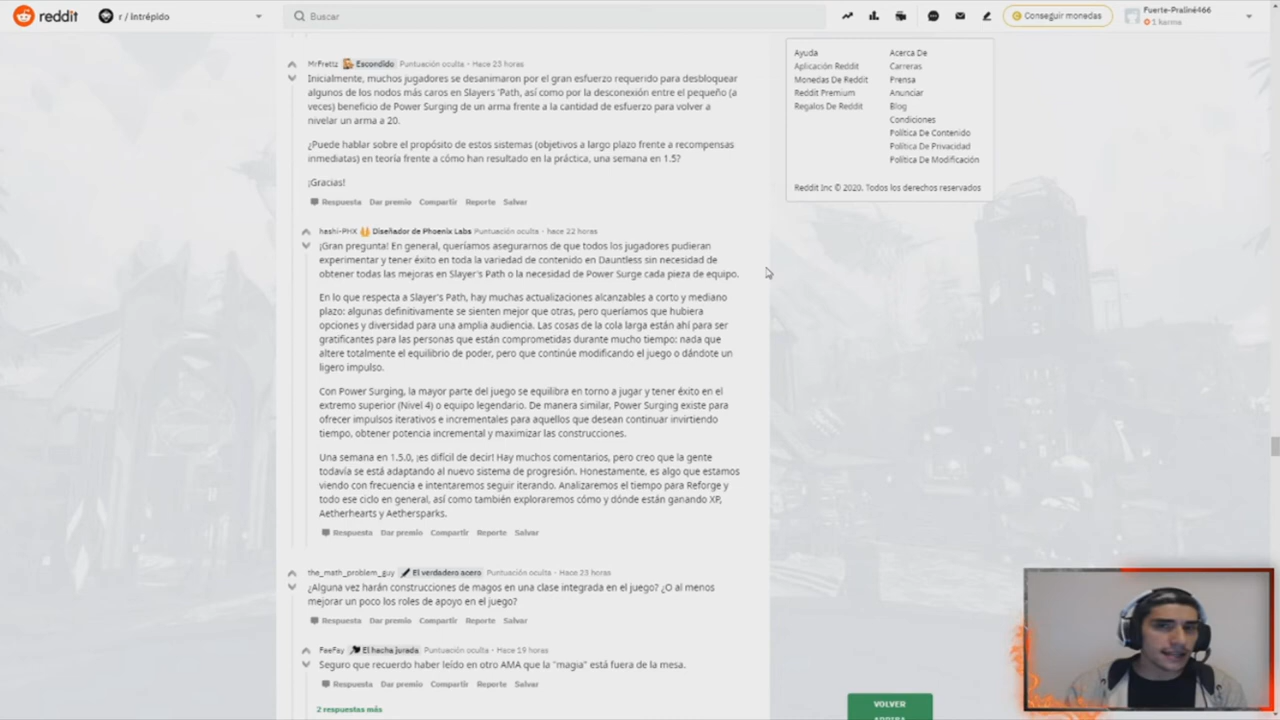 reddit
r / Intrépido
Buscar
Conseguir monedas
Fuerte-Praliné466
1 karma
MrFrettz Escondido Puntuación oculta · Hace 23 horas
Inicialmente, muchos jugadores se desanimaron por el gran esfuerzo requerido para desbloquear
algunos de los nodos más caros en Slayers 'Path, así como por la desconexión entre el pequeño (a
veces) beneficio de Power Surging de un arma frente a la cantidad de esfuerzo para volver a
nivelar un arma a 20.
¿Puede hablar sobre el propósito de estos sistemas (objetivos a largo plazo frente a recompensas
inmediatas) en teoría frente a cómo han resultado en la práctica, una semana en 1.5?
¡Gracias!
Respuesta Dar premio Compartir Reporte Salvar
hashi-PHX Diseñador de Phoenix Labs Puntuación oculta · hace 22 horas
¡Gran pregunta! En general, queríamos asegurarnos de que todos los jugadores pudieran
experimentar y tener éxito en toda la variedad de contenido en Dauntless sin necesidad de
obtener todas las mejoras en Slayer's Path o la necesidad de Power Surge cada pieza de equipo.
En lo que respecta a Slayer's Path, hay muchas actualizaciones alcanzables a corto y mediano
plazo: algunas definitivamente se sienten mejor que otras, pero queríamos que hubiera
opciones y diversidad para una amplia audiencia. Las cosas de la cola larga están ahí para ser
gratificantes para las personas que están comprometidas durante mucho tiempo: nada que
altere totalmente el equilibrio de poder, pero que continúe modificando el juego o dándote un
ligero impulso.
Con Power Surging, la mayor parte del juego se equilibra en torno a jugar y tener éxito en el
extremo superior (Nivel 4) o equipo legendario. De manera similar, Power Surging existe para
ofrecer impulsos iterativos e incrementales para aquellos que desean continuar invirtiendo
tiempo, obtener potencia incremental y maximizar las construcciones.
Una semana en 1.5.0, ¡es difícil de decir! Hay muchos comentarios, pero creo que la gente
todavía se está adaptando al nuevo sistema de progresión. Honestamente, es algo que estamos
viendo con frecuencia e intentaremos seguir iterando. Analizaremos el tiempo para Reforge y
todo ese ciclo en general, así como también exploraremos cómo y dónde están ganando XP,
Aetherhearts y Aethersparks.
Respuesta Dar premio Compartir Reporte Salvar
the_math_problem_guy El verdadero acero Puntuación oculta · Hace 23 horas
¿Alguna vez harán construcciones de magos en una clase integrada en el juego? ¿O al menos
mejorar un poco los roles de apoyo en el juego?
Respuesta Dar premio Compartir Reporte Salvar
FeeFay El hacha jurada Puntuación oculta · Hace 19 horas
Seguro que recuerdo haber leído en otro AMA que la "magia" está fuera de la mesa.
Respuesta Dar premio Compartir Reporte Salvar
2 respuestas más
Ayuda Acerca De
Aplicación Reddit Carreras
Monedas De Reddit Prensa
Reddit Premium Anunciar
Regalos De Reddit Blog
Condiciones
Política De Contenido
Política De Privacidad
Política De Modificación
Reddit Inc © 2020. Todos los derechos reservados
VOLVER
ARRIBA